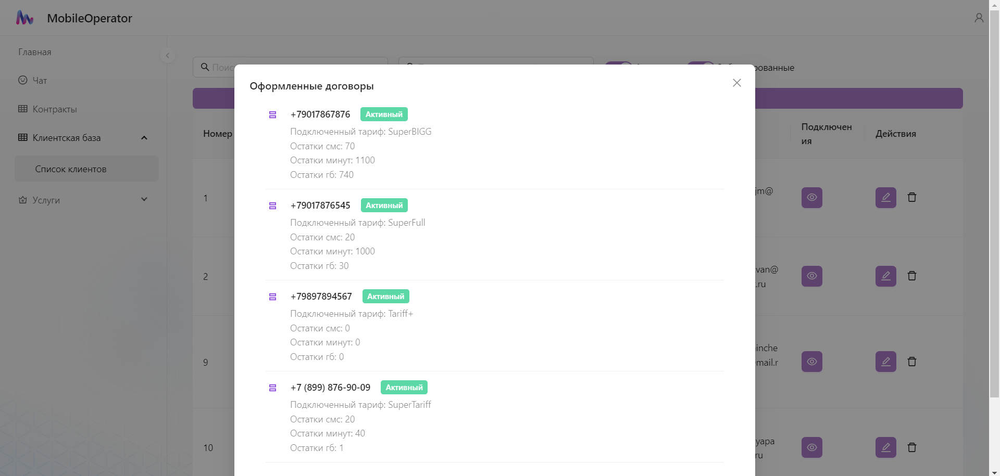 MobileOperator
Главная
Чат
Контракты
Клиентская база
Список клиентов
Услуги
Номер
Подключен
ия
Действия
1
jm@
2
van@
.ru
9
inche
mail.r
10
yapa
ru
Оформленные договоры
+79017867876 Активный
Подключенный тариф: SuperBIGG
Остатки смс: 70
Остатки минут: 1100
Остатки гб: 740
+79017876545 Активный
Подключенный тариф: SuperFull
Остатки смс: 20
Остатки минут: 1000
Остатки гб: 30
+79897894567 Активный
Подключенный тариф: Tariff+
Остатки смс: 0
Остатки минут: 0
Остатки гб: 0
+7 (899) 876-90-09 Активный
Подключенный тариф: SuperTariff
Остатки смс: 20
Остатки минут: 40
Остатки гб: 1